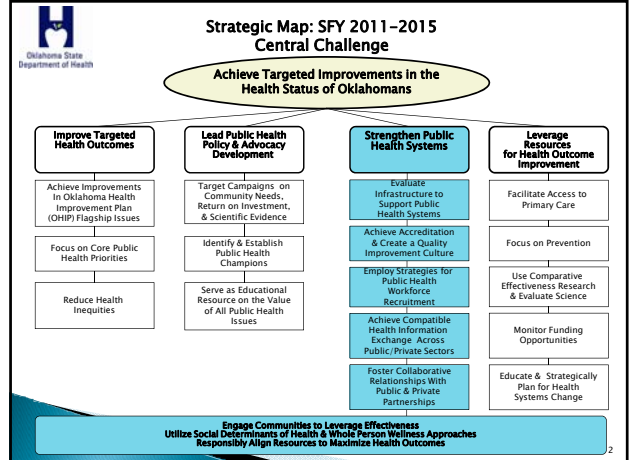 Oklahoma State
Department of Health
Strategic Map: SFY 2011-2015
Central Challenge
Achieve Targeted Improvements in the
Health Status of Oklahomans
Improve Targeted
Health Outcomes
Achieve Improvements
In Oklahoma Health
Improvement Plan
(OHIP) Flagship Issues
Focus on Core Public
Health Priorities
Reduce Health
Inequities
Lead Public Health
Policy & Advocacy
Development
Target Campaigns on
Community Needs,
Return on Investment,
& Scientific Evidence
Identify & Establish
Public Health
Champions
Serve as Educational
Resource on the Value
of All Public Health
Issues
Strengthen Public
Health Systems
Evaluate
Infrastructure to
Support Public
Health Systems
Achieve Accreditation
& Create a Quality
Improvement Culture
Employ Strategies for
Public Health
Workforce
Recruitment
Achieve Compatible
Health Information
Exchange Across
Public/Private Sectors
Foster Collaborative
Relationships With
Public & Private
Partnerships
Leverage
Resources
for Health Outcome
Improvement
Facilitate Access to
Primary Care
Focus on Prevention
Use Comparative
Effectiveness Research
& Evaluate Science
Monitor Funding
Opportunities
Educate & Strategically
Plan for Health
Systems Change
Engage Communities to Leverage Effectiveness
Utilize Social Determinants of Health & Whole Person Wellness Approaches
Responsibly Align Resources to Maximize Health Outcomes
2